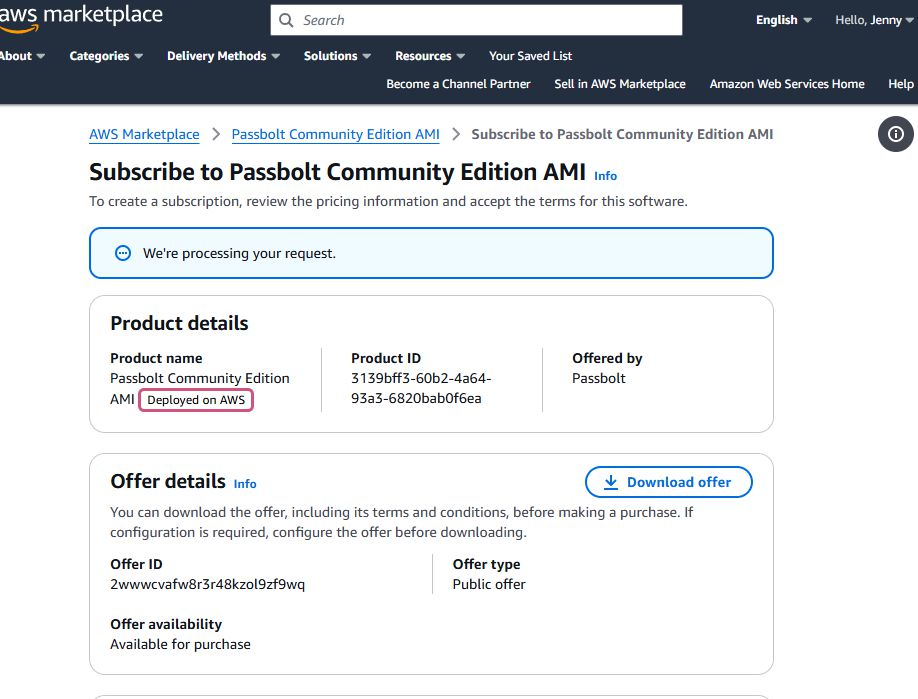 aws marketplace
Search
English
Hello, Jenny
About
Categories
Delivery Methods
Solutions
Resources
Your Saved List
Become a Channel Partner
Sell in AWS Marketplace
Amazon Web Services Home
Help
AWS Marketplace > Passbolt Community Edition AMI > Subscribe to Passbolt Community Edition AMI
Subscribe to Passbolt Community Edition AMI Info
To create a subscription, review the pricing information and accept the terms for this software.
We're processing your request.
Product details
Product name
Passbolt Community Edition
AMI Deployed on AWS
Product ID
3139bff3-60b2-4a64-
93a3-6820bab0f6ea
Offered by
Passbolt
Offer details Info
Download offer
You can download the offer, including its terms and conditions, before making a purchase. If
configuration is required, configure the offer before downloading.
Offer ID
2wwwcvafw8r3r48kzol9zf9wq
Offer type
Public offer
Offer availability
Available for purchase